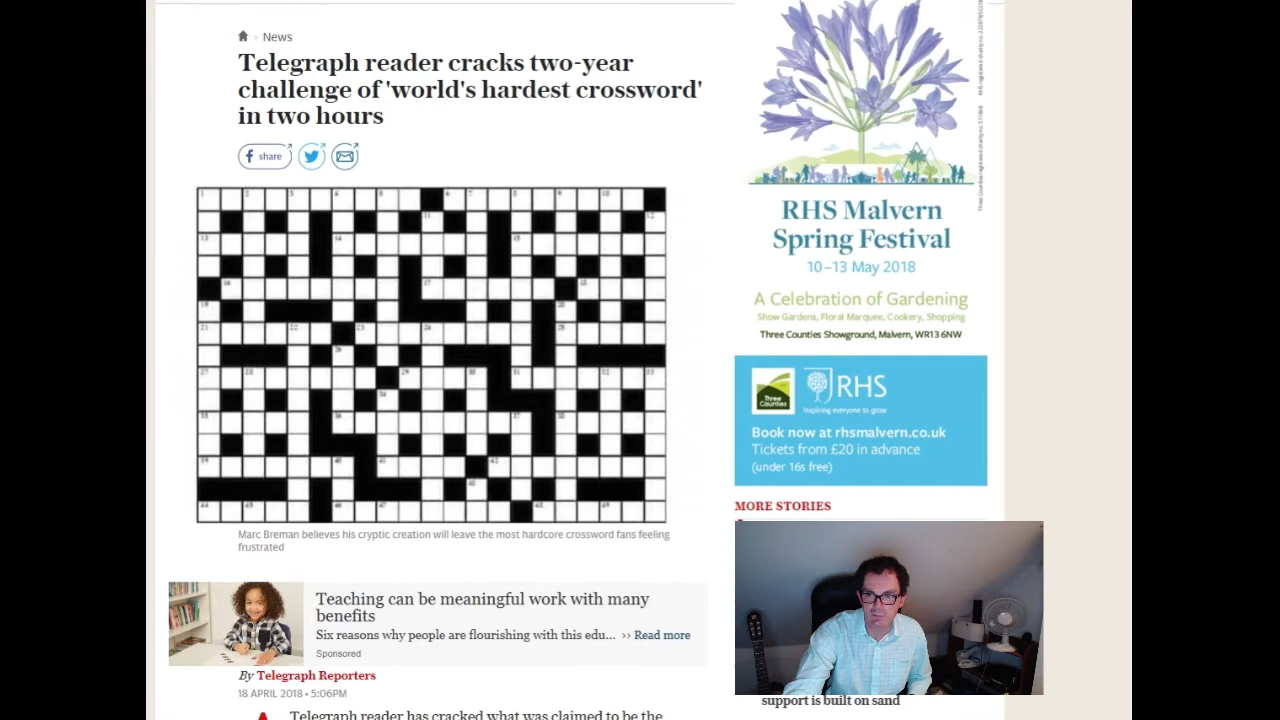 News
Telegraph reader cracks two-year
challenge of 'world's hardest crossword'
in two hours
share
Marc Breman believes his cryptic creation will leave the most hardcore crossword fans feeling
frustrated
Teaching can be meaningful work with many
benefits
Six reasons why people are flourishing with this edu... ›› Read more
Sponsored
By Telegraph Reporters
18 APRIL 2018 • 5:06PM
Telegraph reader has cracked what was claimed to be the
RHS Malvern
Spring Festival
10–13 May 2018
A Celebration of Gardening
Show Gardens, Floral Marquee, Cookery, Shopping
Three Counties Showground, Malvern, WR13 6NW
Three Counties
RHS
Inspiring everyone to grow
Book now at rhsmalvern.co.uk
Tickets from £20 in advance
(under 16s free)
MORE STORIES
support is built on sand